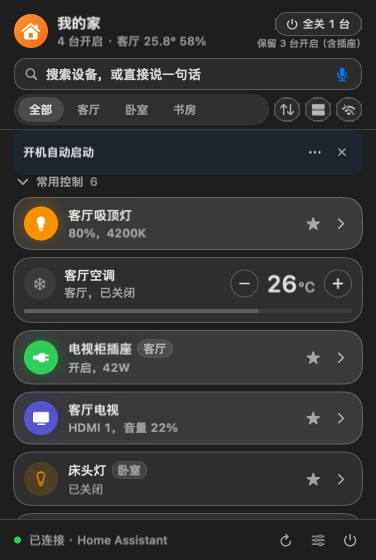 我的家
全关 1 台
4 台开启 · 客厅 25.8° 58%
保留 3 台开启（含插座）
搜索设备，或直接说一句话
全部 客厅 卧室 书房
开机自动启动
常用控制 6
客厅吸顶灯
80%，4200K
客厅空调
客厅，已关闭
26°C
电视柜插座 客厅
开启，42W
客厅电视
HDMI 1，音量 22%
床头灯 卧室
已关闭
已连接 · Home Assistant